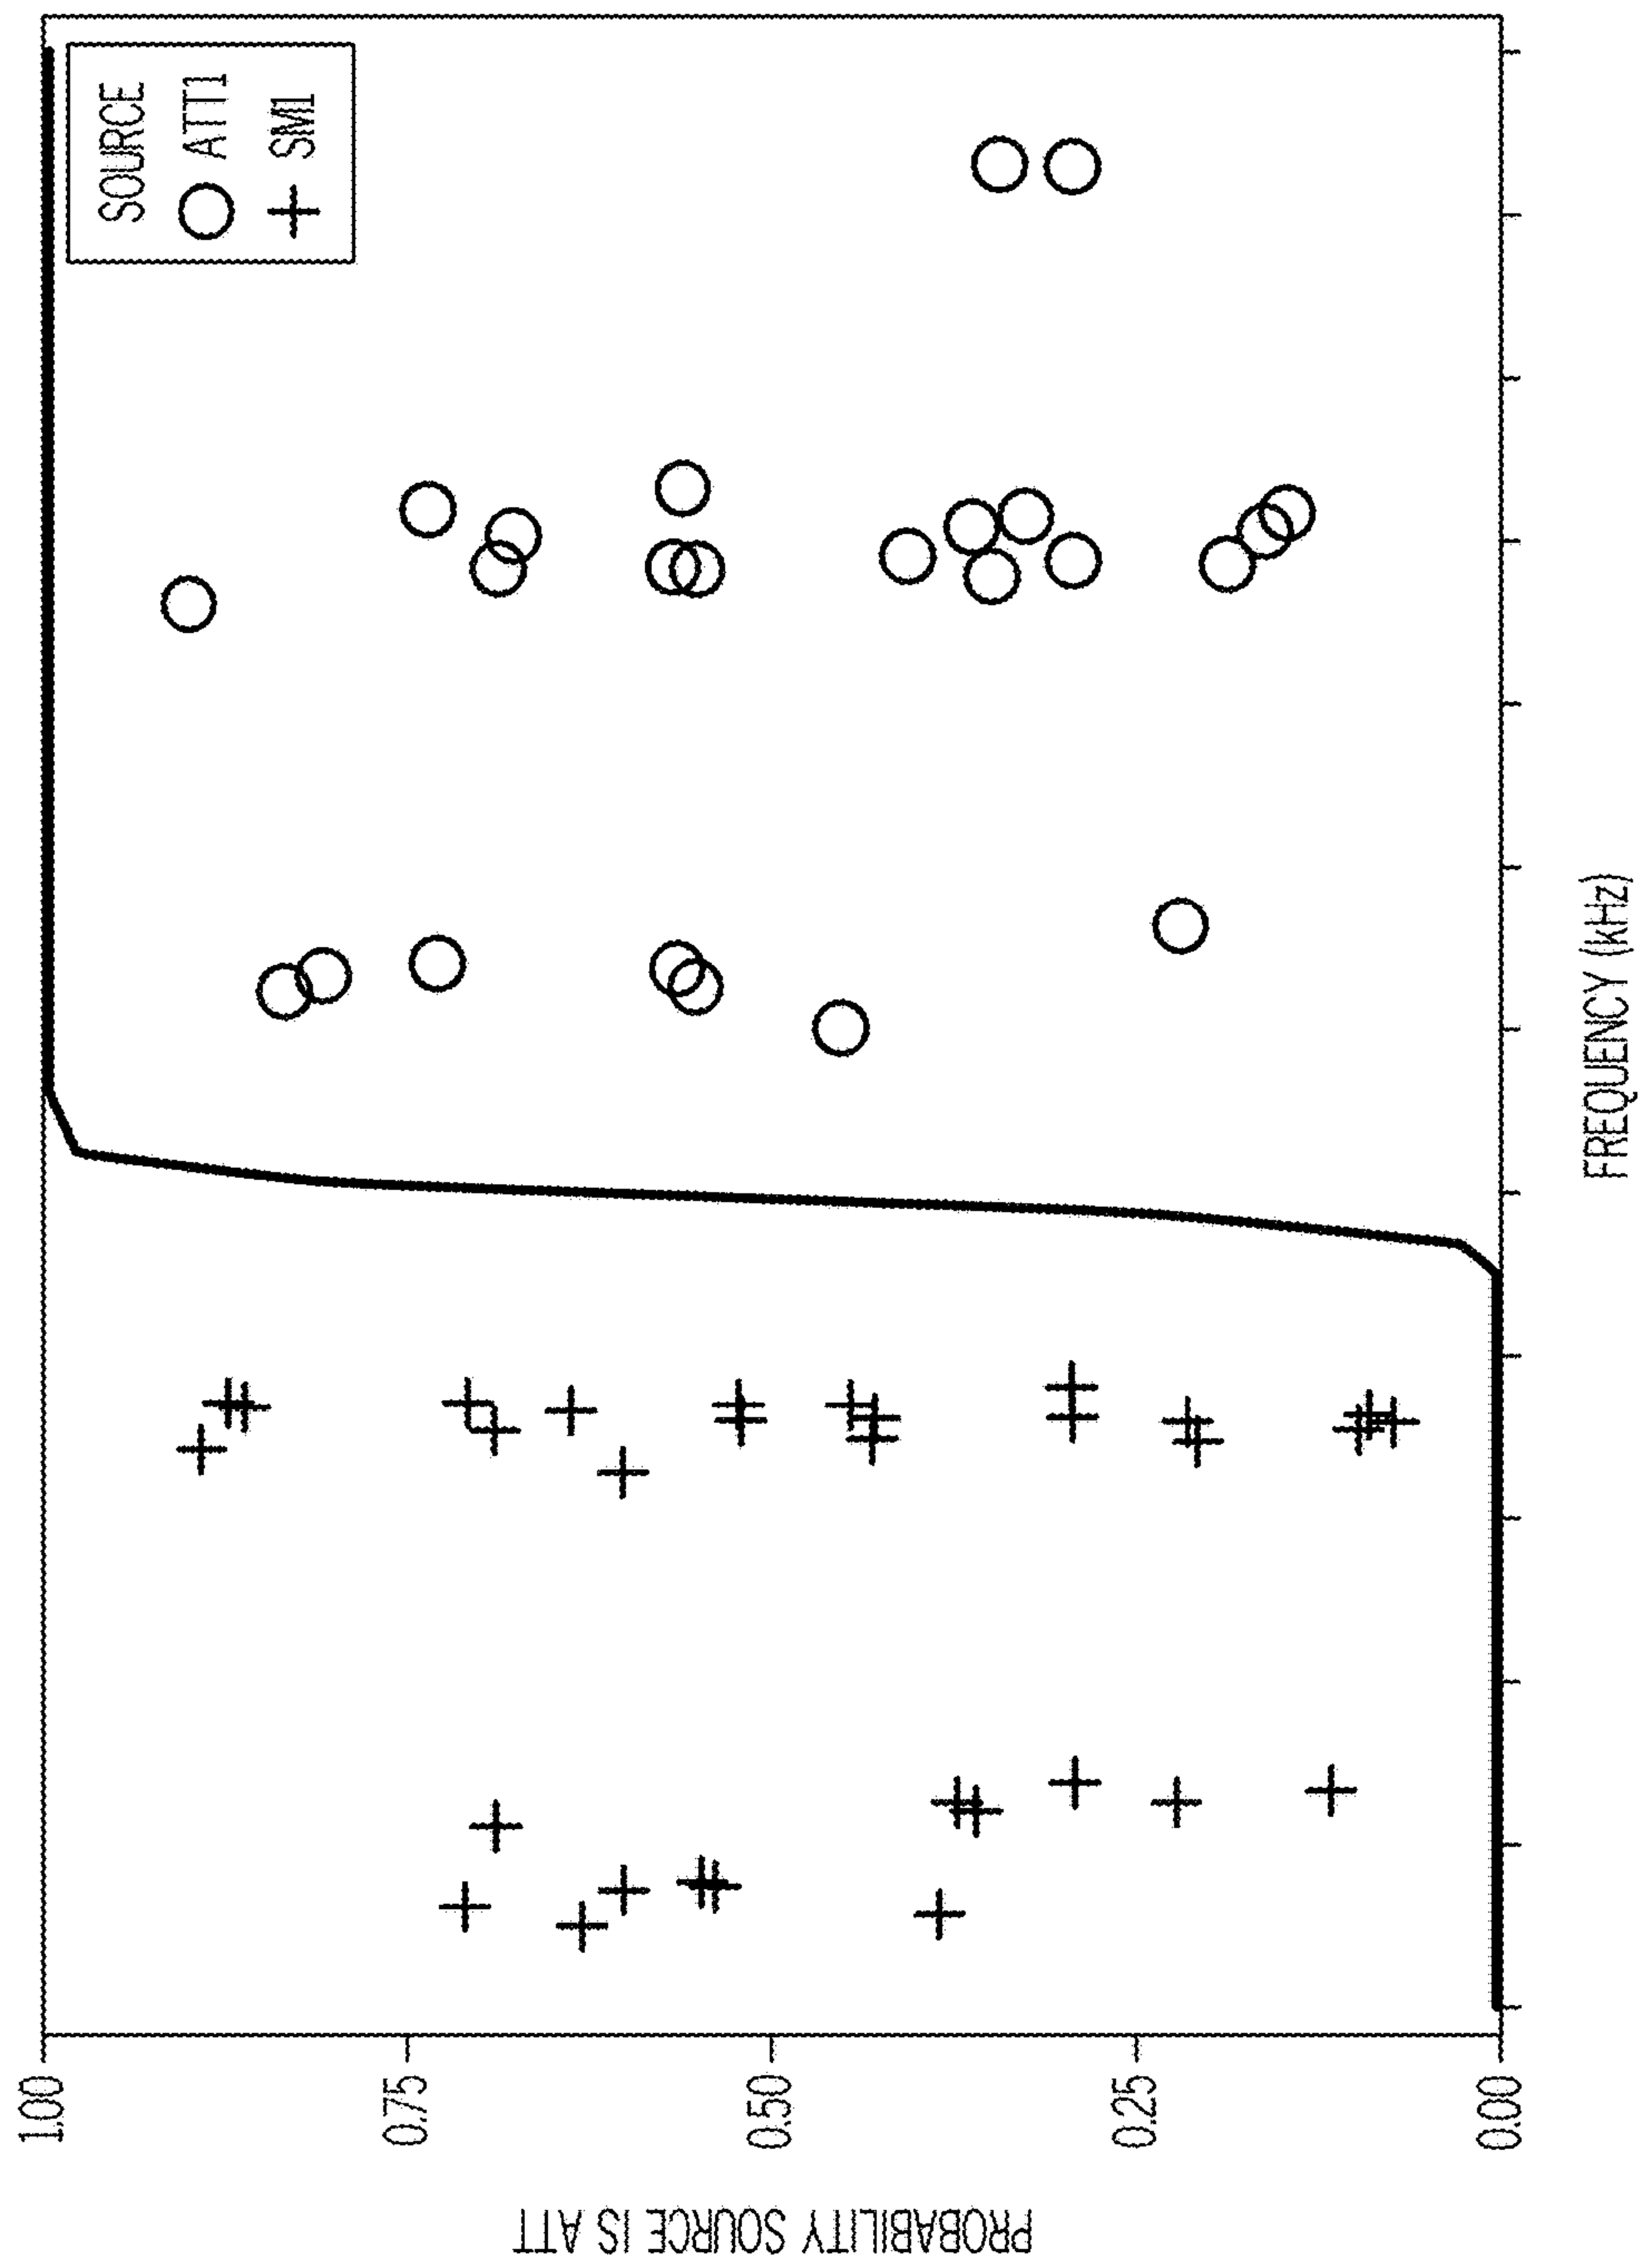 SOURCE
ATT1
SM1
1.00
0.75
0.50
0.25
0.00
PROBABILITY SOURCE IS ATT
FREQUENCY (kHz)